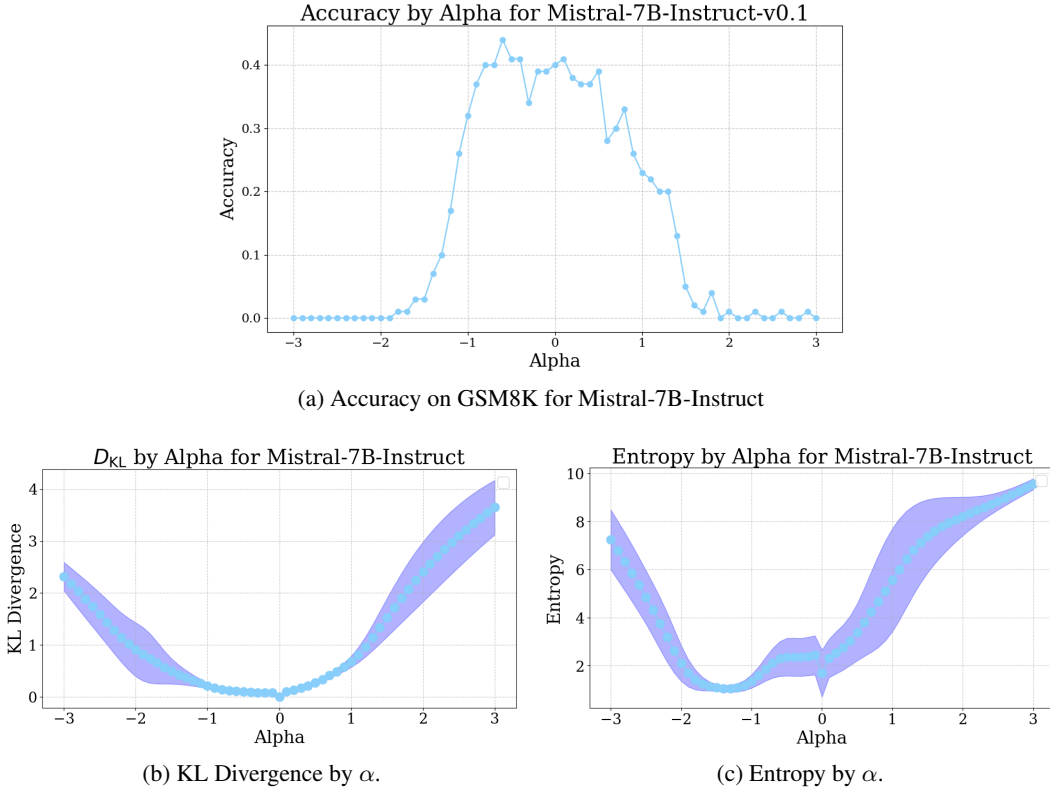 Accuracy by Alpha for Mistral-7B-Instruct-v0.1
Accuracy
0.4
0.3
0.2
0.1
0.0
−3 −2 −1 0 1 2 3
Alpha
(a) Accuracy on GSM8K for Mistral-7B-Instruct
D_KL by Alpha for Mistral-7B-Instruct
KL Divergence
4
3
2
1
0
−3 −2 −1 0 1 2 3
Alpha
(b) KL Divergence by α.
Entropy by Alpha for Mistral-7B-Instruct
Entropy
10
8
6
4
2
−3 −2 −1 0 1 2 3
Alpha
(c) Entropy by α.